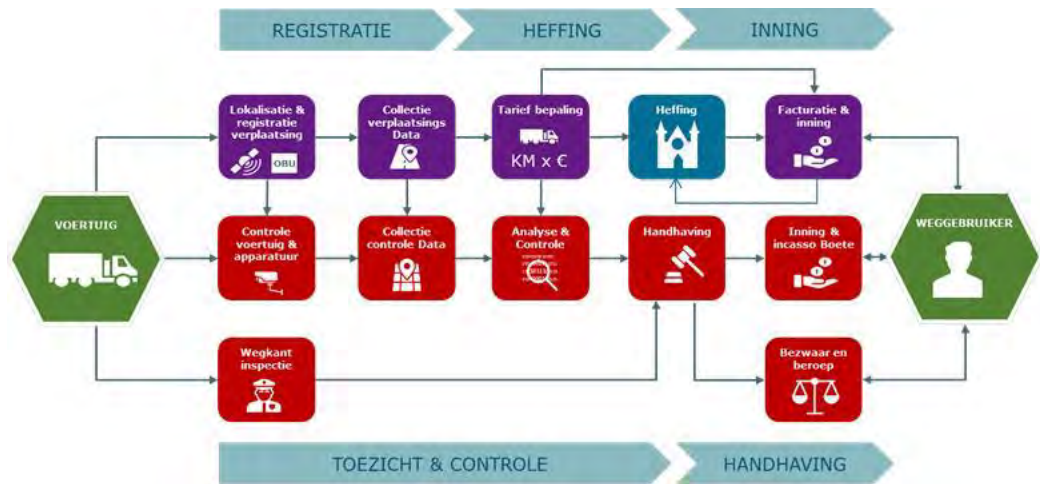 REGISTRATIE
HEFFING
INNING
Lokalisatie &
registratie
verplaatsing
OBU
Collectie
verplaatsings
Data
Tarief bepaling
KM x €
Heffing
Facturatie &
inning
VOERTUIG
Controle
voertuig &
apparatuur
Collectie
controle Data
Analyse &
Controle
Handhaving
Inning &
incasso Boete
WEGGEBRUIKER
Wegkant
inspectie
Bezwaar en
beroep
TOEZICHT & CONTROLE
HANDHAVING